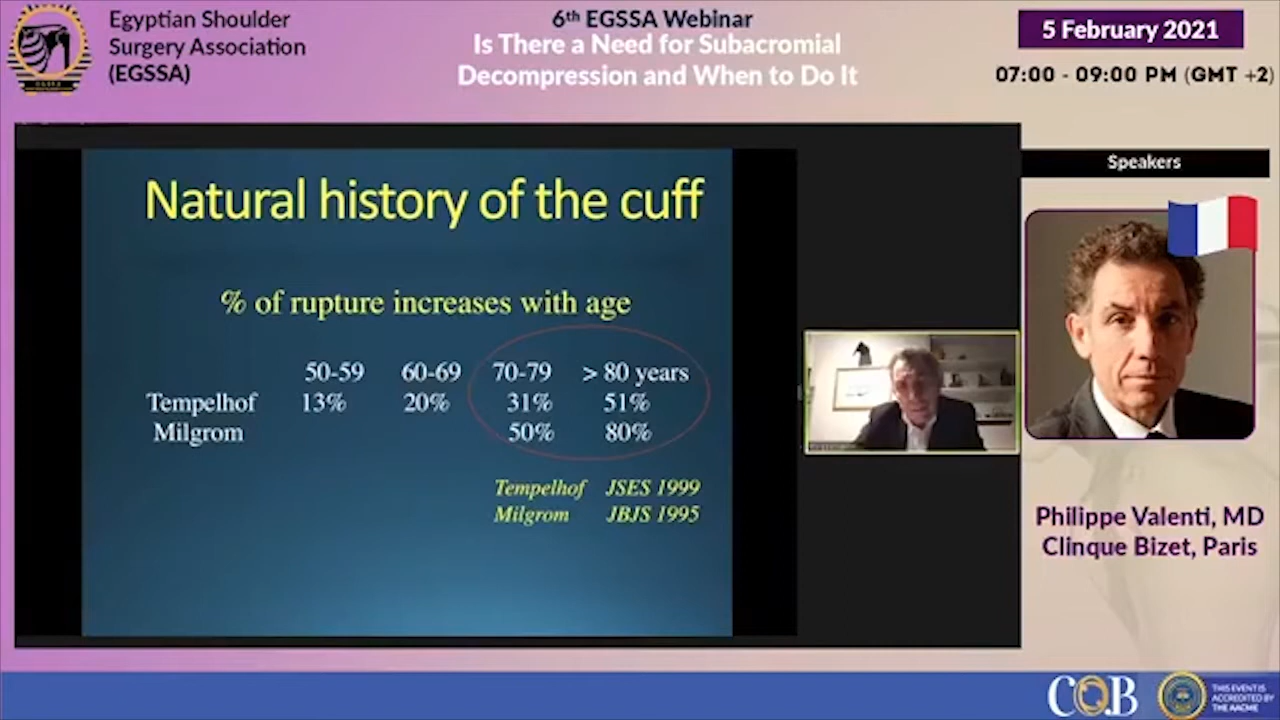 Egyptian Shoulder
Surgery Association
(EGSSA)
6th EGSSA Webinar
Is There a Need for Subacromial
Decompression and When to Do It
5 February 2021
07:00 - 09:00 PM (GMT +2)
Natural history of the cuff
% of rupture increases with age
50-59 60-69 70-79 > 80 years
Tempelhof 13% 20% 31% 51%
Milgrom 50% 80%
Tempelhof JSES 1999
Milgrom JBJS 1995
Speakers
Philippe Valenti, MD
Clinque Bizet, Paris
CQB
THIS EVENT IS
ACCREDITED BY
THE AACME